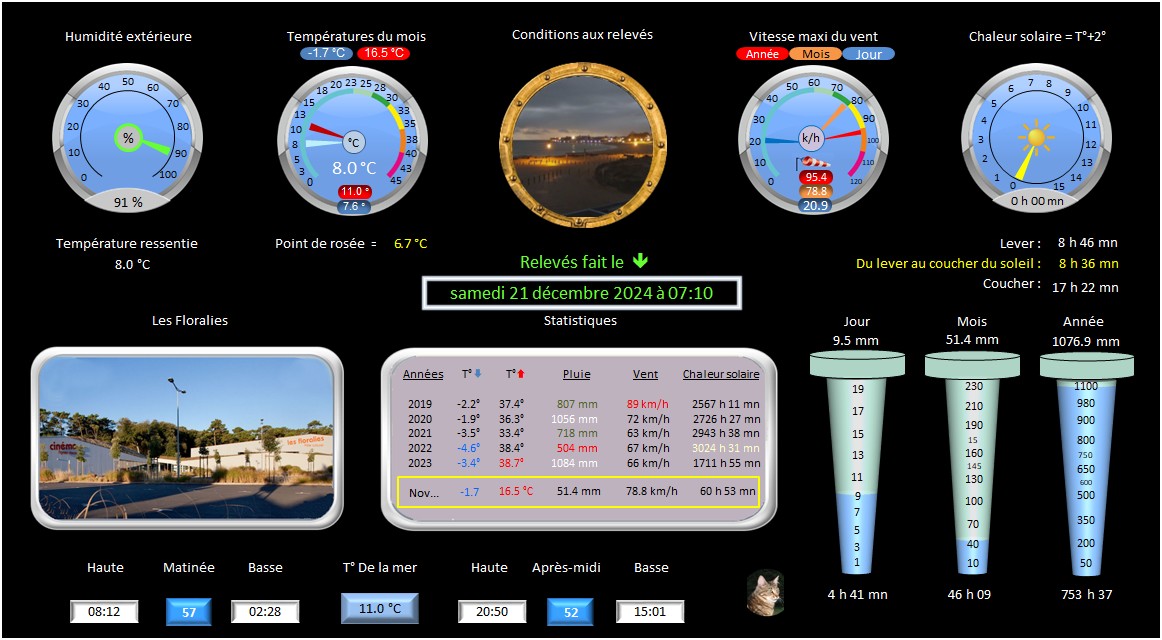 Humidité extérieure
0 10 20 30 40 50 60 70 80 90 100
%
91 %
Températures du mois
-1.7 °C 16.5 °C
0 3 5 8 10 13 15 18 20 23 25 28 30 33 35 38 40 43 45
°C
8.0 °C
11.0 °
7.6 °
Conditions aux relevés
Vitesse maxi du vent
Année Mois Jour
0 10 20 30 40 50 60 70 80 90 100 110 120
k/h
95.4
78.8
20.9
Chaleur solaire = T°+2°
0 1 2 3 4 5 6 7 8 9 10 11 12 13 14 15
0 h 00 mn
Température ressentie
8.0 °C
Point de rosée = 6.7 °C
Relevés fait le
samedi 21 décembre 2024 à 07:10
Lever : 8 h 46 mn
Du lever au coucher du soleil : 8 h 36 mn
Coucher : 17 h 22 mn
Les Floralies
cinéma
les floralies
Statistiques
Années T° T° Pluie Vent Chaleur solaire
2019 -2.2° 37.4° 807 mm 89 km/h 2567 h 11 mn
2020 -1.9° 36.3° 1056 mm 72 km/h 2726 h 27 mn
2021 -3.5° 33.4° 718 mm 63 km/h 2943 h 38 mn
2022 -4.6° 38.4° 504 mm 67 km/h 3024 h 31 mn
2023 -3.4° 38.7° 1084 mm 66 km/h 1711 h 55 mn
Nov... -1.7 16.5 °C 51.4 mm 78.8 km/h 60 h 53 mn
Jour
9.5 mm
19
17
15
13
11
9
7
5
3
1
4 h 41 mn
Mois
51.4 mm
230
210
190
15
160
145
130
100
70
40
10
46 h 09
Année
1076.9 mm
1100
980
900
800
750
650
600
500
350
200
50
753 h 37
Haute Matinée Basse
08:12 57 02:28
T° De la mer
11.0 °C
Haute Après-midi Basse
20:50 52 15:01